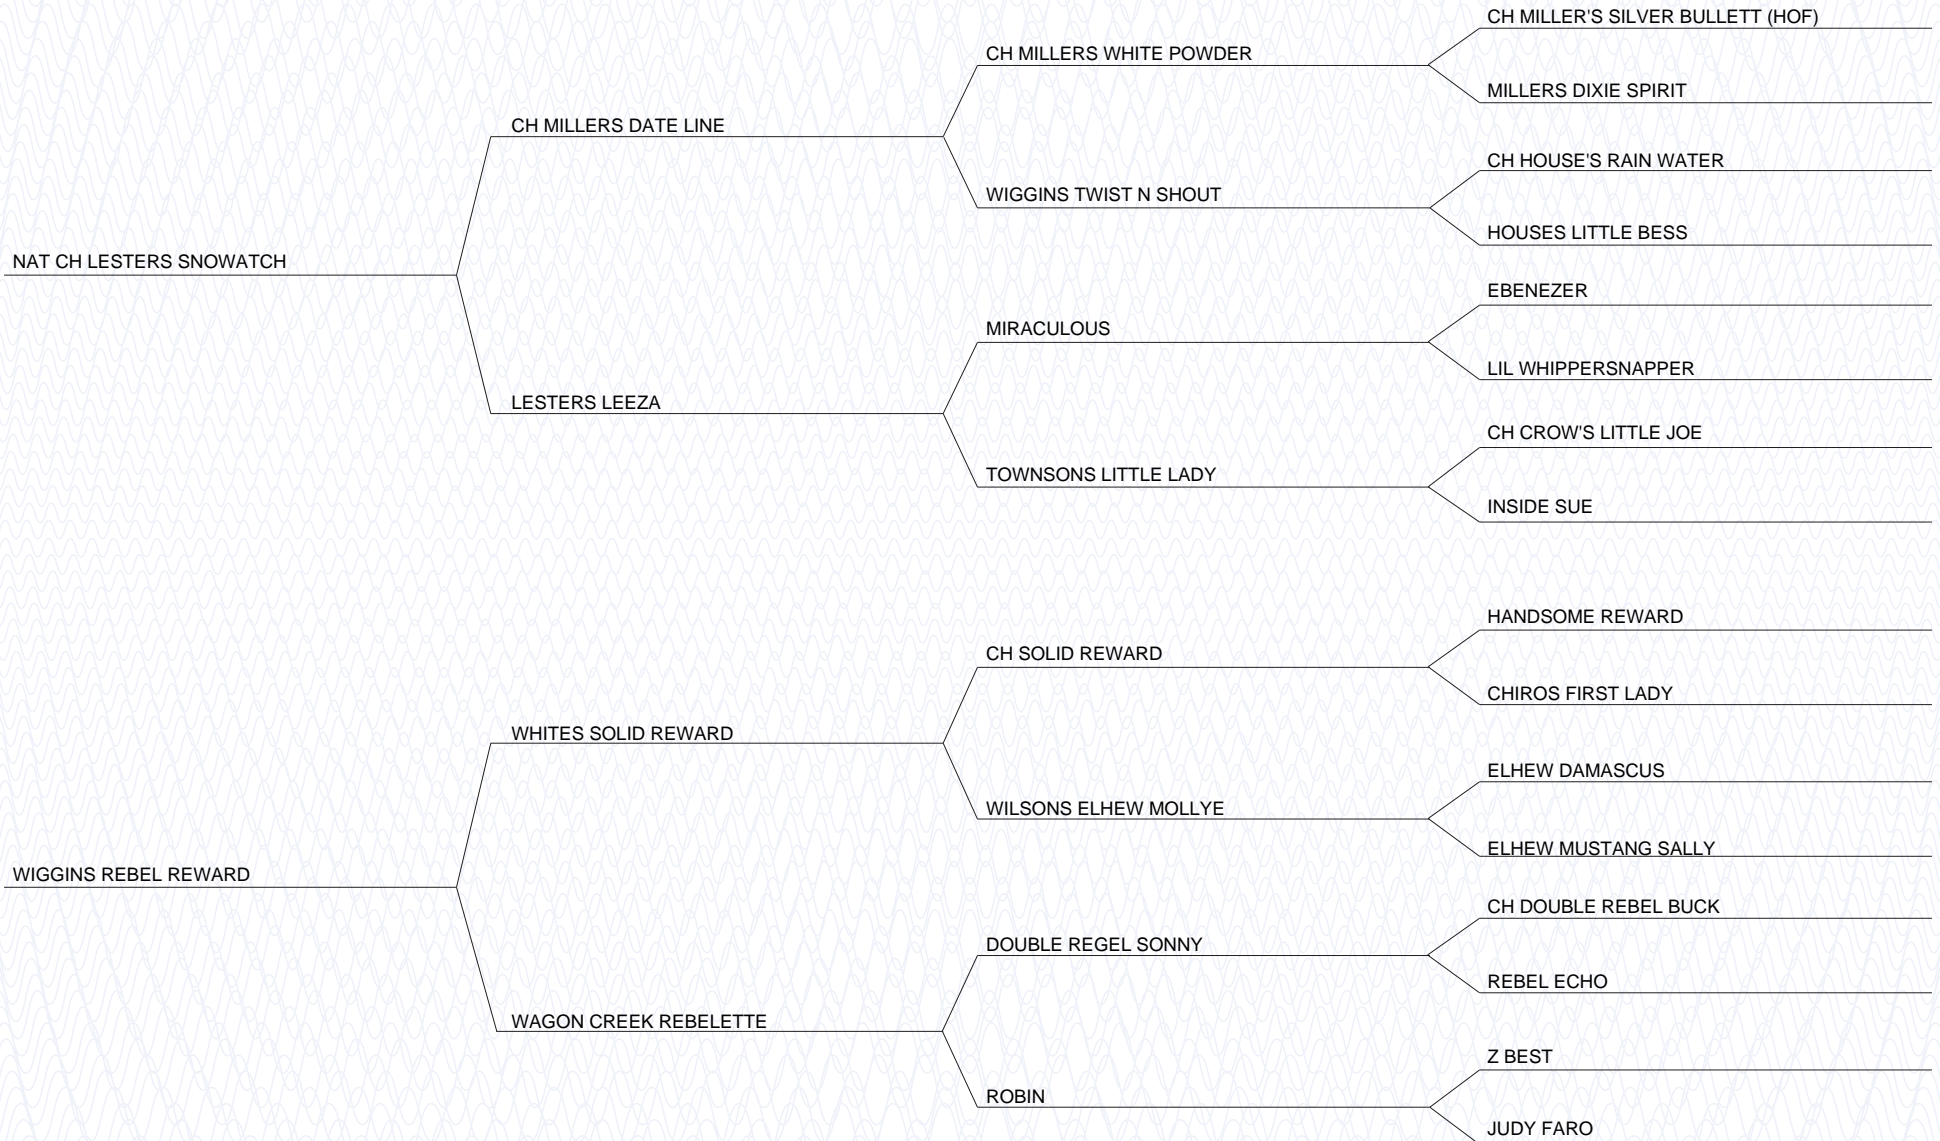 CH MILLER'S SILVER BULLETT (HOF)
CH MILLERS WHITE POWDER
MILLERS DIXIE SPIRIT
CH MILLERS DATE LINE
CH HOUSE'S RAIN WATER
WIGGINS TWIST N SHOUT
HOUSES LITTLE BESS
NAT CH LESTERS SNOWATCH
EBENEZER
MIRACULOUS
LIL WHIPPERSNAPPER
LESTERS LEEZA
CH CROW'S LITTLE JOE
TOWNSONS LITTLE LADY
INSIDE SUE
HANDSOME REWARD
CH SOLID REWARD
CHIROS FIRST LADY
WHITES SOLID REWARD
ELHEW DAMASCUS
WILSONS ELHEW MOLLYE
ELHEW MUSTANG SALLY
WIGGINS REBEL REWARD
CH DOUBLE REBEL BUCK
DOUBLE REGEL SONNY
REBEL ECHO
WAGON CREEK REBELETTE
Z BEST
ROBIN
JUDY FARO